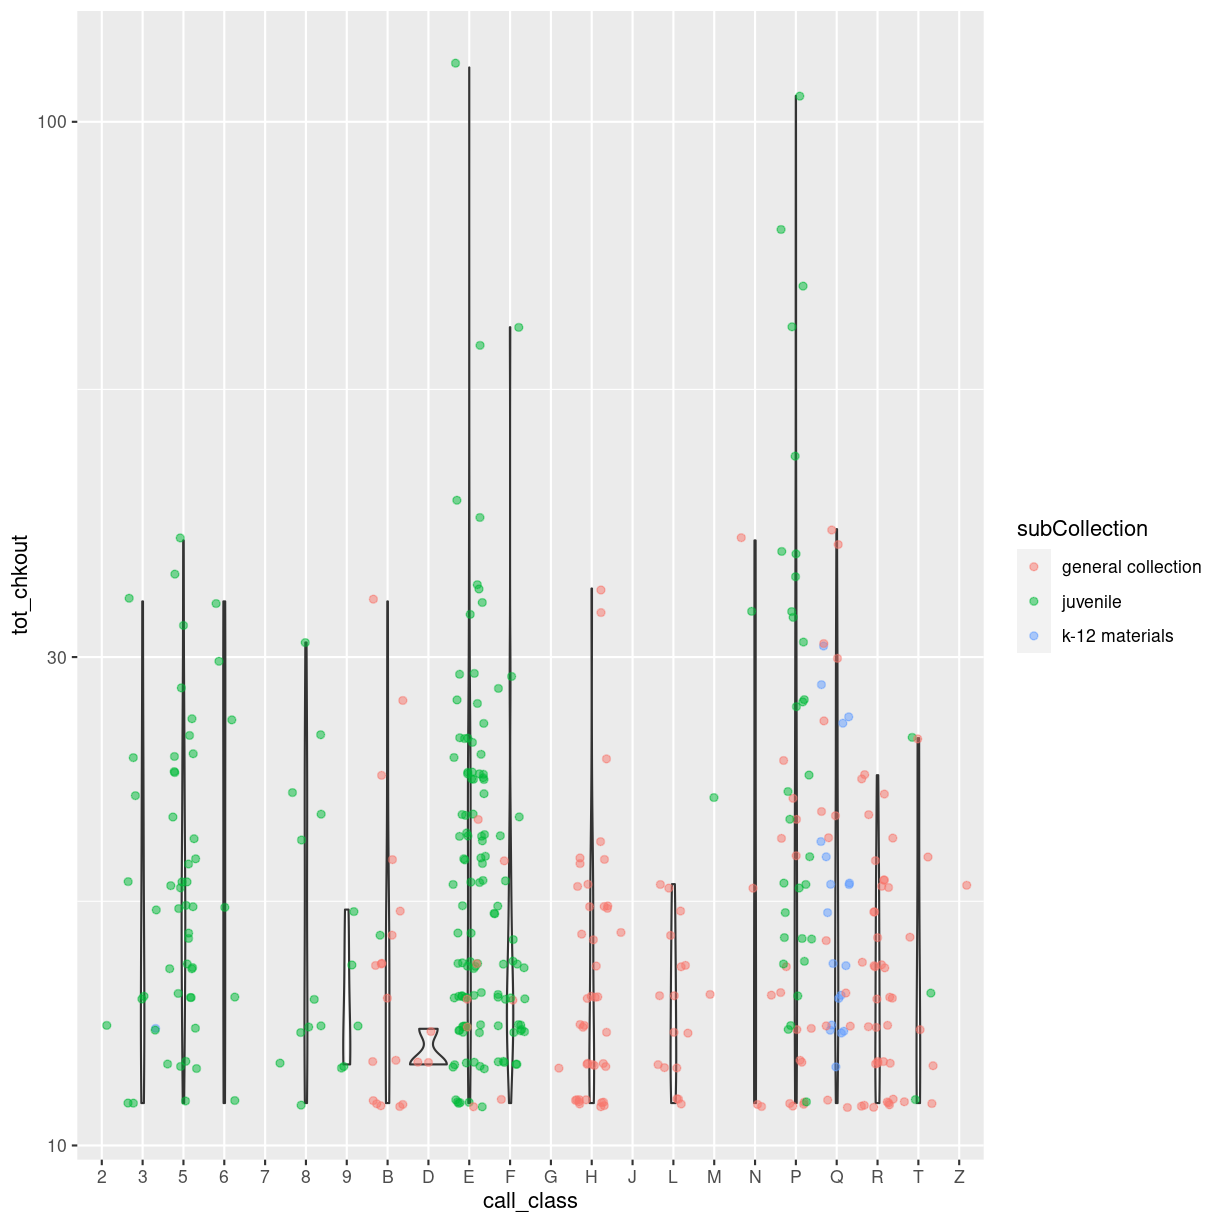 100
30
10
tot_chkout
2 3 5 6 7 8 9 B D E F G H J L M N P Q R T Z
call_class
subCollection
general collection
juvenile
k-12 materials